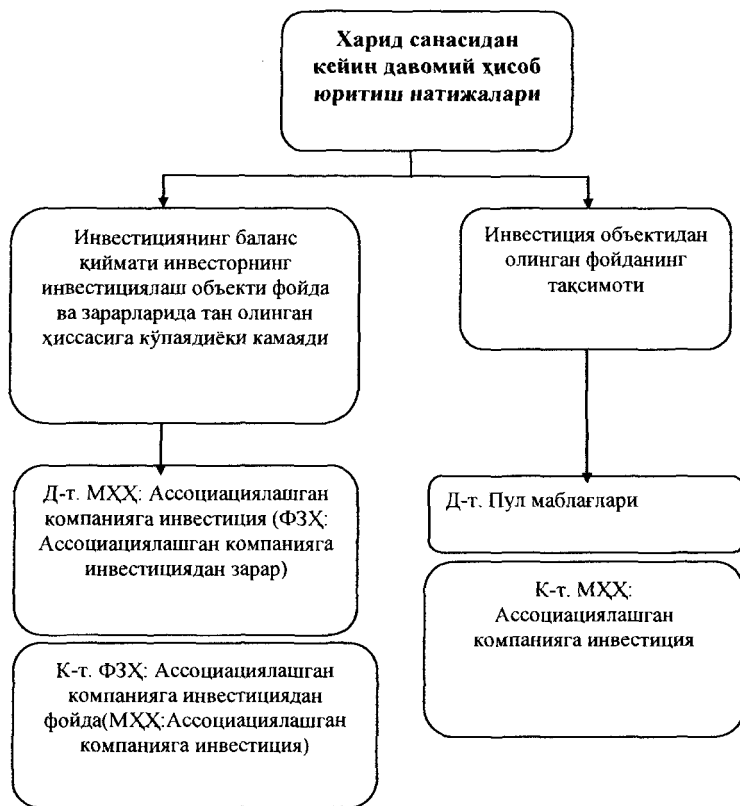 Харид санасидан
кейин давомий ҳисоб
юритиш натижалари
Инвестициянинг баланс
қиймати инвесторнинг
инвестициялаш объекти фойда
ва зарарларида тан олинган
ҳиссасига кўпаядиёки камаяди
Инвестиция объектидан
олинган фойданинг
тақсимоти
Д-т. МҲҲ: Ассоциациялашган
компанияга инвестиция (ФЗҲ:
Ассоциациялашган компанияга
инвестициядан зарар)
Д-т. Пул маблағлари
К-т. МҲҲ:
Ассоциациялашган
компанияга инвестиция
К-т. ФЗҲ: Ассоциациялашган
компанияга инвестициядан
фойда(МҲҲ:Ассоциациялашган
компанияга инвестиция)